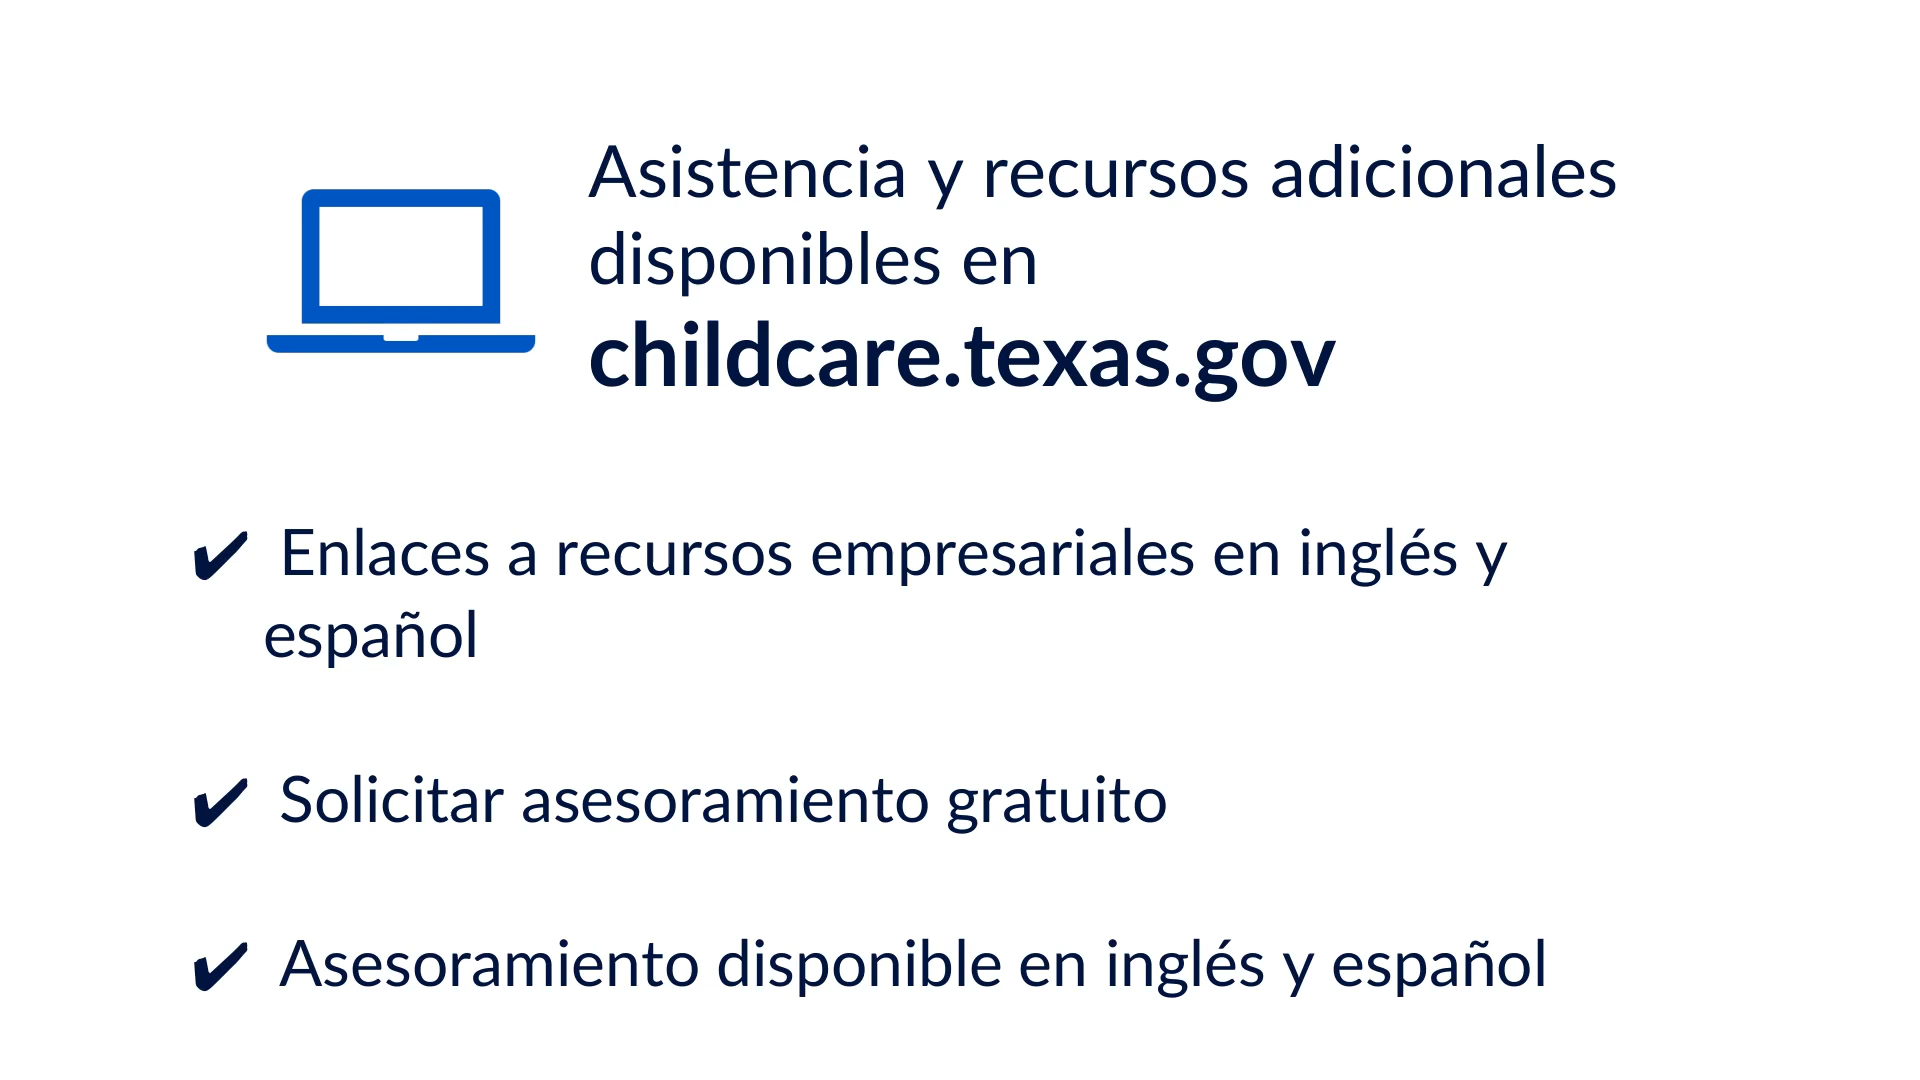 Asistencia y recursos adicionales
disponibles en
childcare.texas.gov
✔ Enlaces a recursos empresariales en inglés y
español
✔ Solicitar asesoramiento gratuito
✔ Asesoramiento disponible en inglés y español